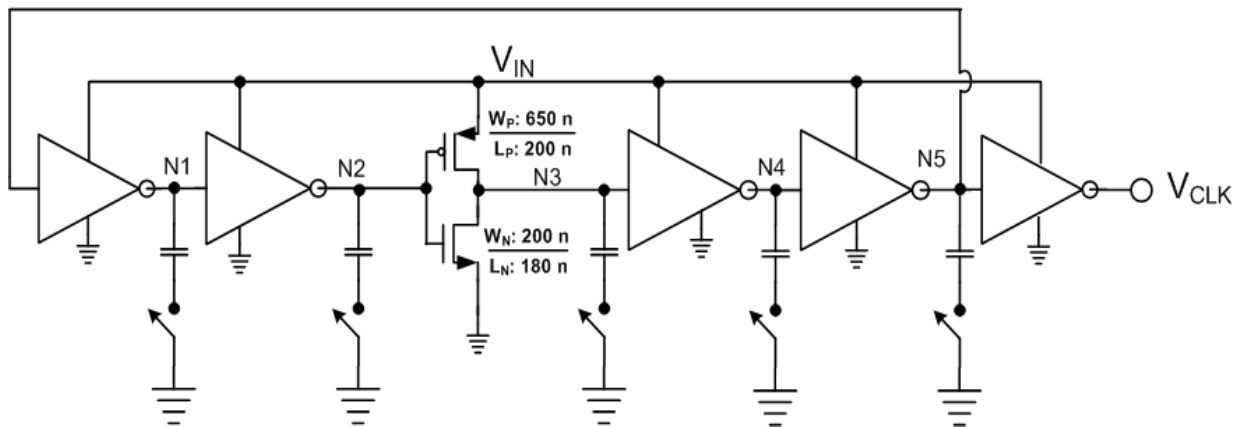 V_IN
W_P: 650 n
L_P: 200 n
N1
N2
N3
N4
N5
V_CLK
W_N: 200 n
L_N: 180 n